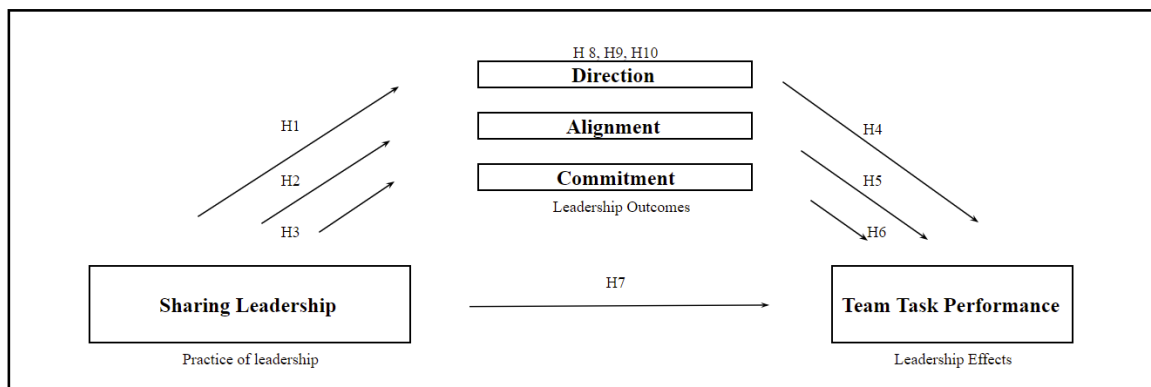 H 8, H9, H10
Direction
H1
H4
Alignment
H2
H5
Commitment
Leadership Outcomes
H3
H6
H7
Sharing Leadership
Team Task Performance
Practice of leadership
Leadership Effects